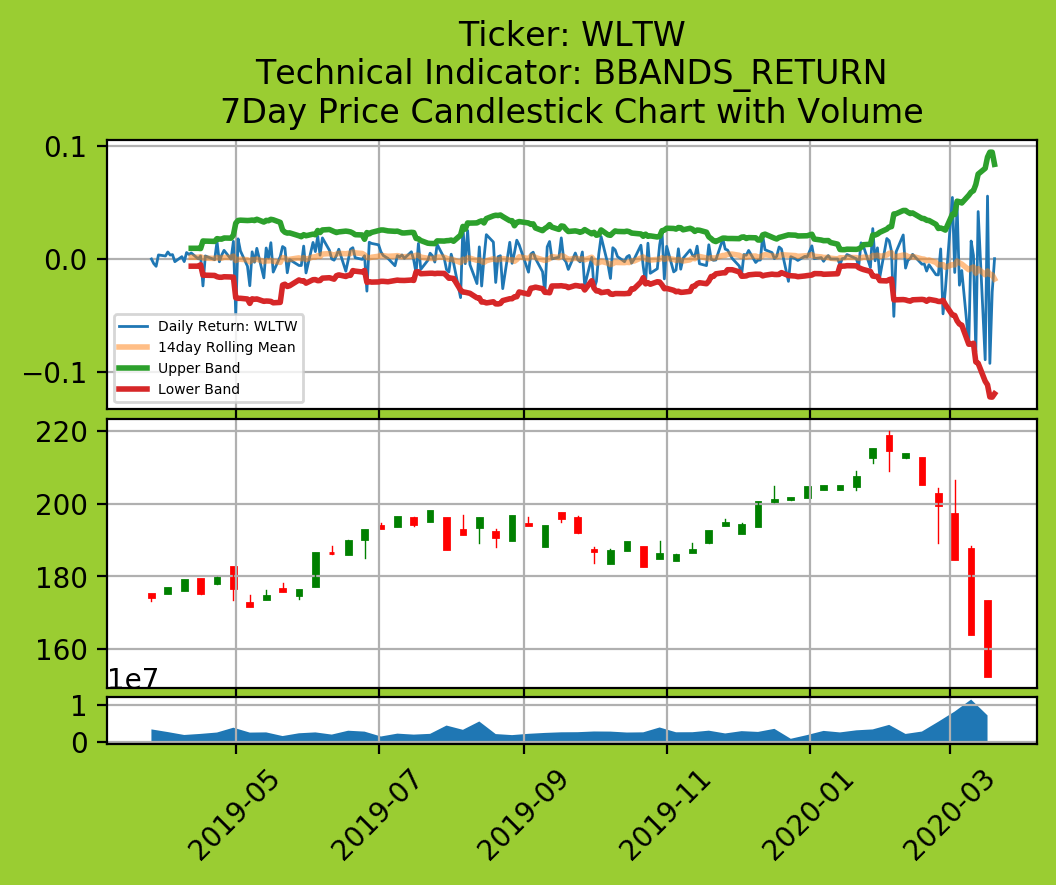 Ticker: WLTW
Technical Indicator: BBANDS_RETURN
7Day Price Candlestick Chart with Volume
0.1
0.0
−0.1
Daily Return: WLTW
14day Rolling Mean
Upper Band
Lower Band
220
200
180
160
1e7
1
0
2019-05
2019-07
2019-09
2019-11
2020-01
2020-03